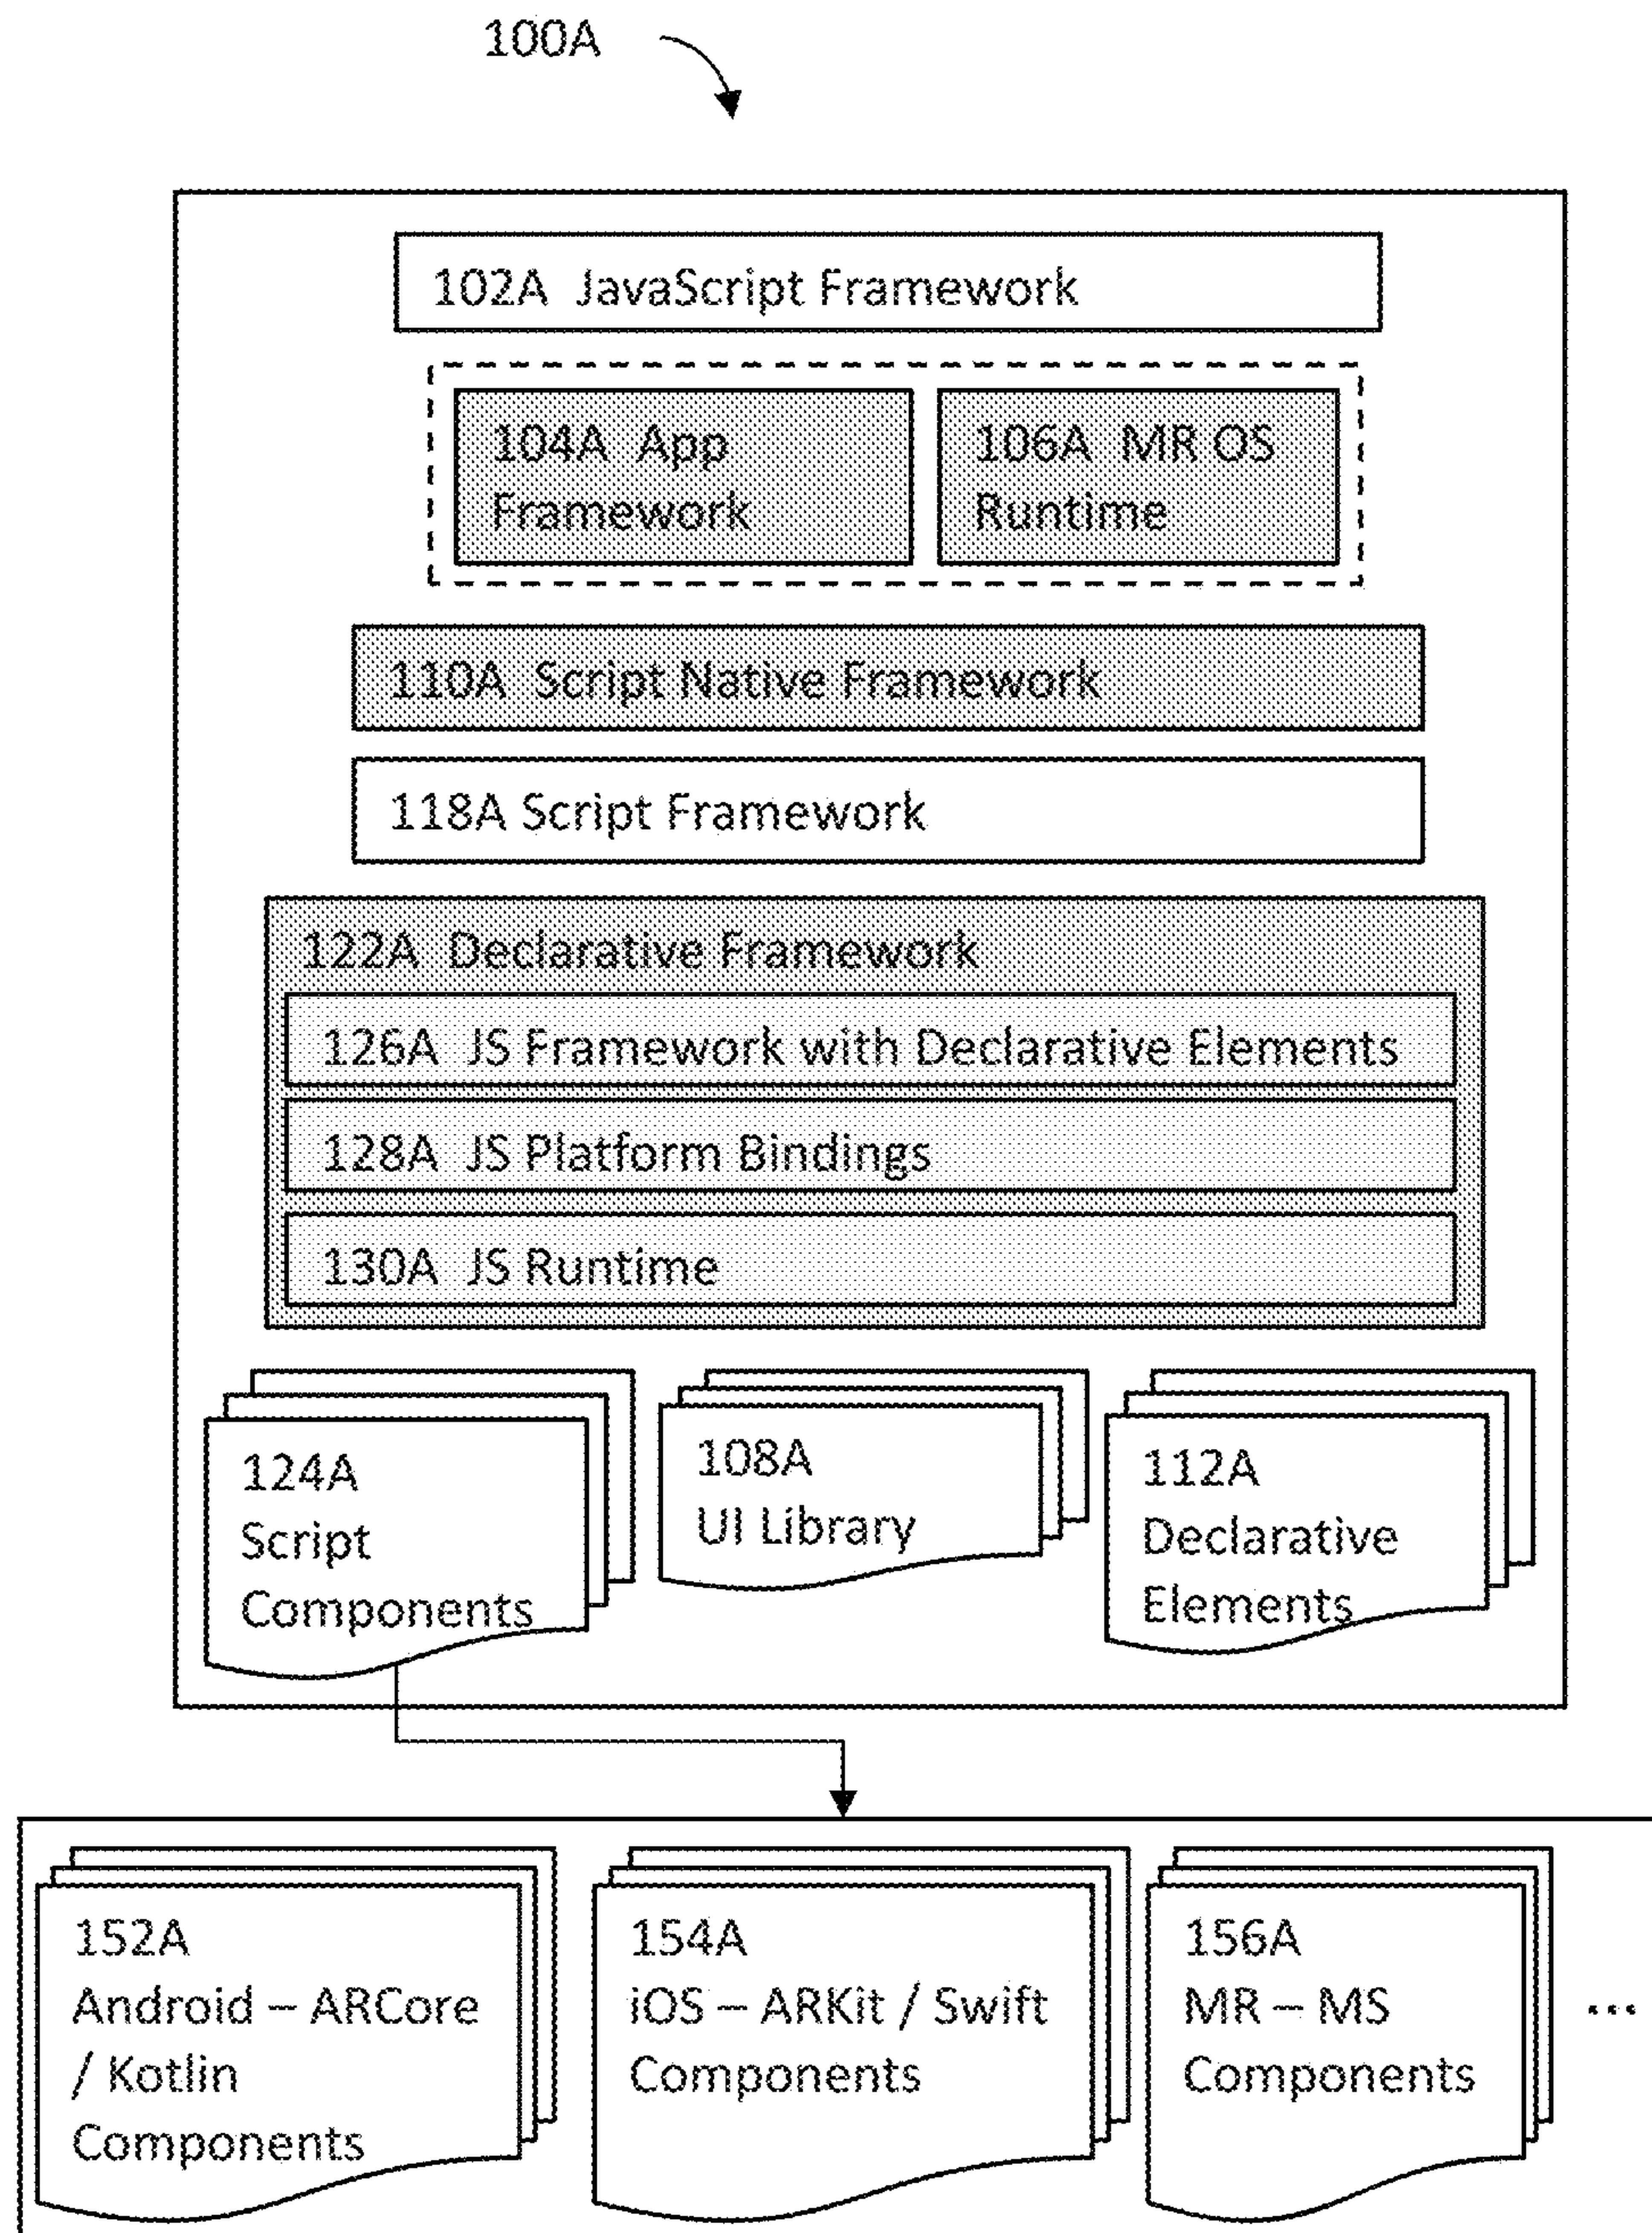 100A
102A JavaScript Framework
104A App
Framework
106A MR OS
Runtime
110A Script Native Framework
118A Script Framework
122A Declarative Framework
126A JS Framework with Declarative Elements
128A JS Platform Bindings
130A JS Runtime
124A
Script
Components
108A
UI Library
112A
Declarative
Elements
152A
Android – ARCore
/ Kotlin
Components
154A
iOS – ARKit / Swift
Components
156A
MR – MS
Components
...